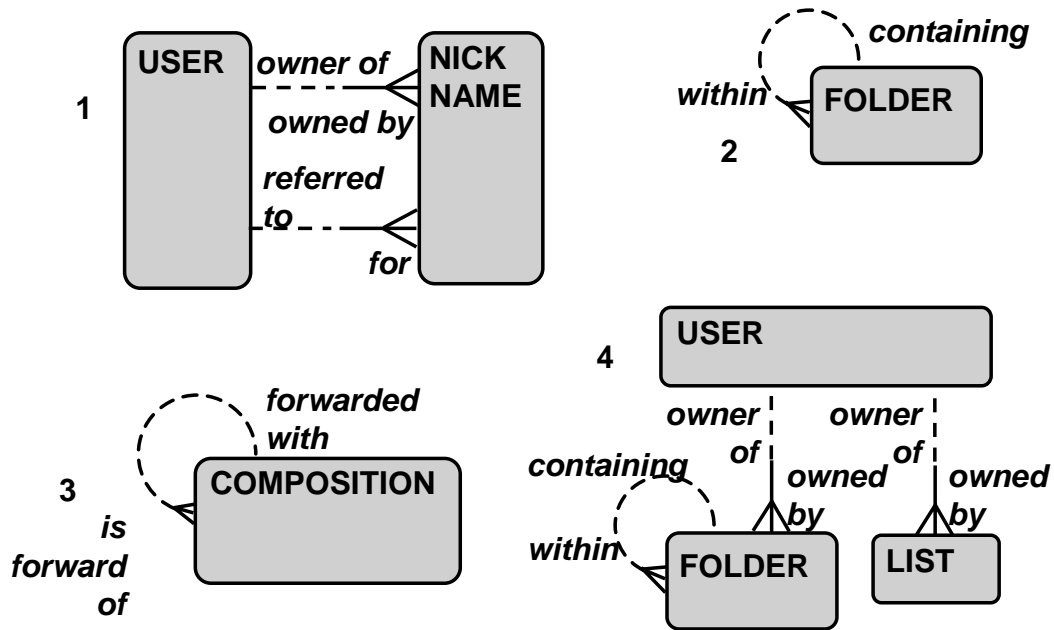 1
USER
owner of
owned by
referred
to
for
NICK
NAME
containing
within
FOLDER
2
3
forwarded
with
COMPOSITION
is
forward
of
4
USER
owner
of
owned
by
owner
of
owned
by
containing
within
FOLDER
LIST